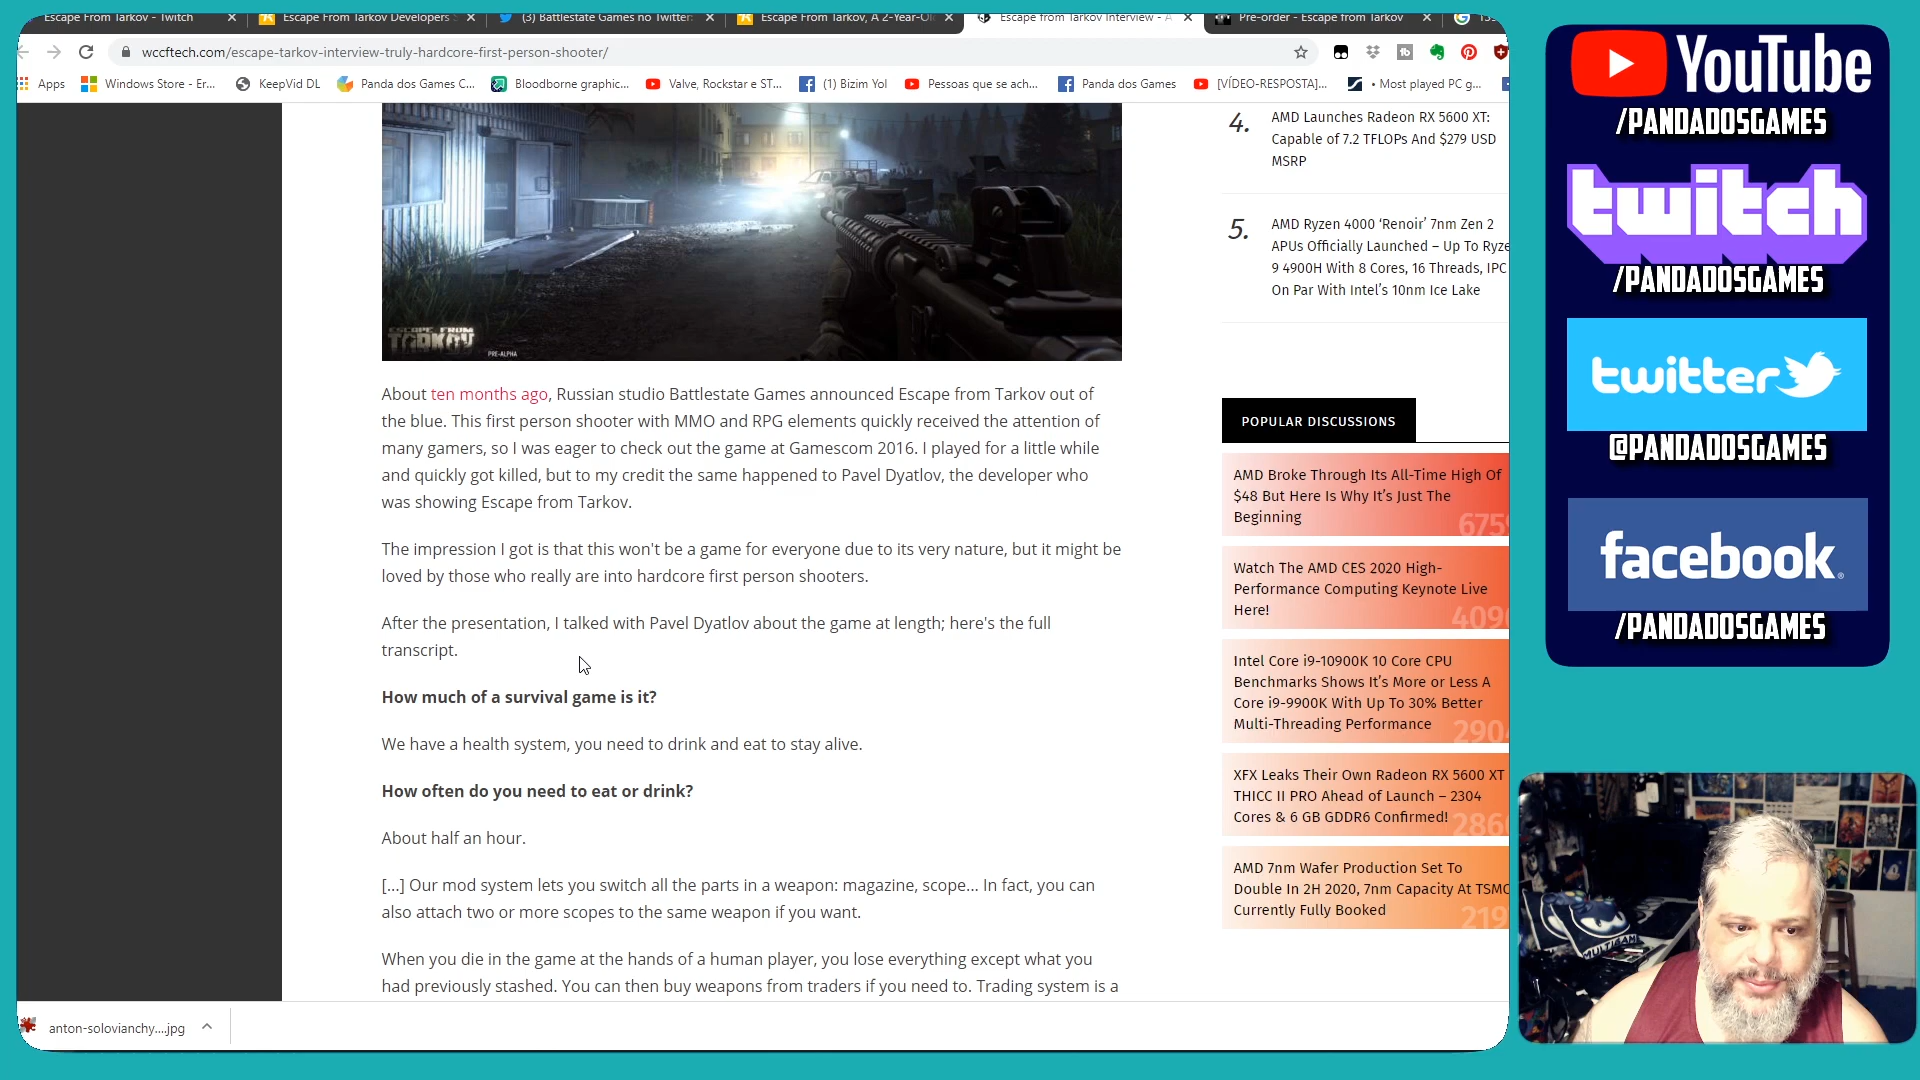 Escape From Tarkov - Twitch
Escape From Tarkov Developers S
(3) Battlestate Games no Twitter:
Escape From Tarkov, A 2-Year-Ol
Escape from Tarkov Interview - A
Pre-order - Escape from Tarkov
wccftech.com/escape-tarkov-interview-truly-hardcore-first-person-shooter/
Apps
Windows Store - Er...
KeepVid DL
Panda dos Games C...
Bloodborne graphic...
Valve, Rockstar e ST...
(1) Bizim Yol
Pessoas que se ach...
Panda dos Games
[VÍDEO-RESPOSTA]...
• Most played PC g...
ESCAPE FROM
TARKOV
PRE-ALPHA
About ten months ago, Russian studio Battlestate Games announced Escape from Tarkov out of
the blue. This first person shooter with MMO and RPG elements quickly received the attention of
many gamers, so I was eager to check out the game at Gamescom 2016. I played for a little while
and quickly got killed, but to my credit the same happened to Pavel Dyatlov, the developer who
was showing Escape from Tarkov.
The impression I got is that this won't be a game for everyone due to its very nature, but it might be
loved by those who really are into hardcore first person shooters.
After the presentation, I talked with Pavel Dyatlov about the game at length; here's the full
transcript.
How much of a survival game is it?
We have a health system, you need to drink and eat to stay alive.
How often do you need to eat or drink?
About half an hour.
[...] Our mod system lets you switch all the parts in a weapon: magazine, scope... In fact, you can
also attach two or more scopes to the same weapon if you want.
When you die in the game at the hands of a human player, you lose everything except what you
had previously stashed. You can then buy weapons from traders if you need to. Trading system is a
4.
AMD Launches Radeon RX 5600 XT:
Capable of 7.2 TFLOPs And $279 USD
MSRP
5.
AMD Ryzen 4000 ‘Renoir’ 7nm Zen 2
APUs Officially Launched – Up To Ryze
9 4900H With 8 Cores, 16 Threads, IPC
On Par With Intel’s 10nm Ice Lake
POPULAR DISCUSSIONS
AMD Broke Through Its All-Time High Of
$48 But Here Is Why It’s Just The
Beginning
6759
Watch The AMD CES 2020 High-
Performance Computing Keynote Live
Here!
4090
Intel Core i9-10900K 10 Core CPU
Benchmarks Shows It’s More or Less A
Core i9-9900K With Up To 30% Better
Multi-Threading Performance
290
XFX Leaks Their Own Radeon RX 5600 XT
THICC II PRO Ahead of Launch – 2304
Cores & 6 GB GDDR6 Confirmed!
286
AMD 7nm Wafer Production Set To
Double In 2H 2020, 7nm Capacity At TSMC
Currently Fully Booked
219
anton-solovianchy....jpg
YouTube
/PANDADOSGAMES
twitch
/PANDADOSGAMES
twitter
@PANDADOSGAMES
facebook
/PANDADOSGAMES